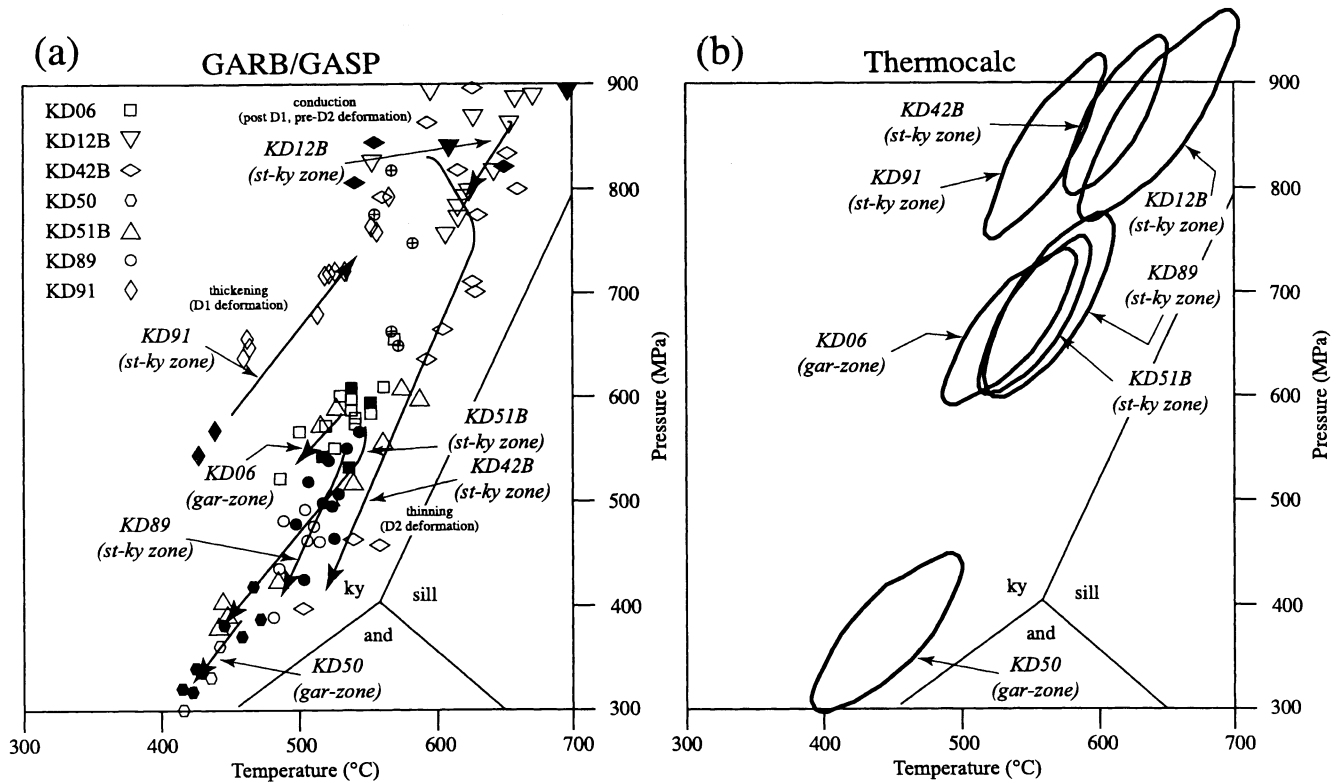 (a)
GARB/GASP
KD06
KD12B
KD42B
KD50
KD51B
KD89
KD91
conduction
(post D1, pre-D2 deformation)
KD12B
(st-ky zone)
thickening
(D1 deformation)
KD91
(st-ky zone)
KD06
(gar-zone)
KD89
(st-ky zone)
KD51B
(st-ky zone)
KD42B
(st-ky zone)
thinning
(D2 deformation)
ky
sill
and
KD50
(gar-zone)
900
800
700
600
500
400
300
Pressure (MPa)
300
400
500
600
700
Temperature (°C)
(b)
Thermocalc
KD42B
(st-ky zone)
KD91
(st-ky zone)
KD12B
(st-ky zone)
KD89
(st-ky zone)
KD06
(gar-zone)
KD51B
(st-ky zone)
ky
sill
and
KD50
(gar-zone)
900
800
700
600
500
400
300
Pressure (MPa)
300
400
500
600
700
Temperature (°C)